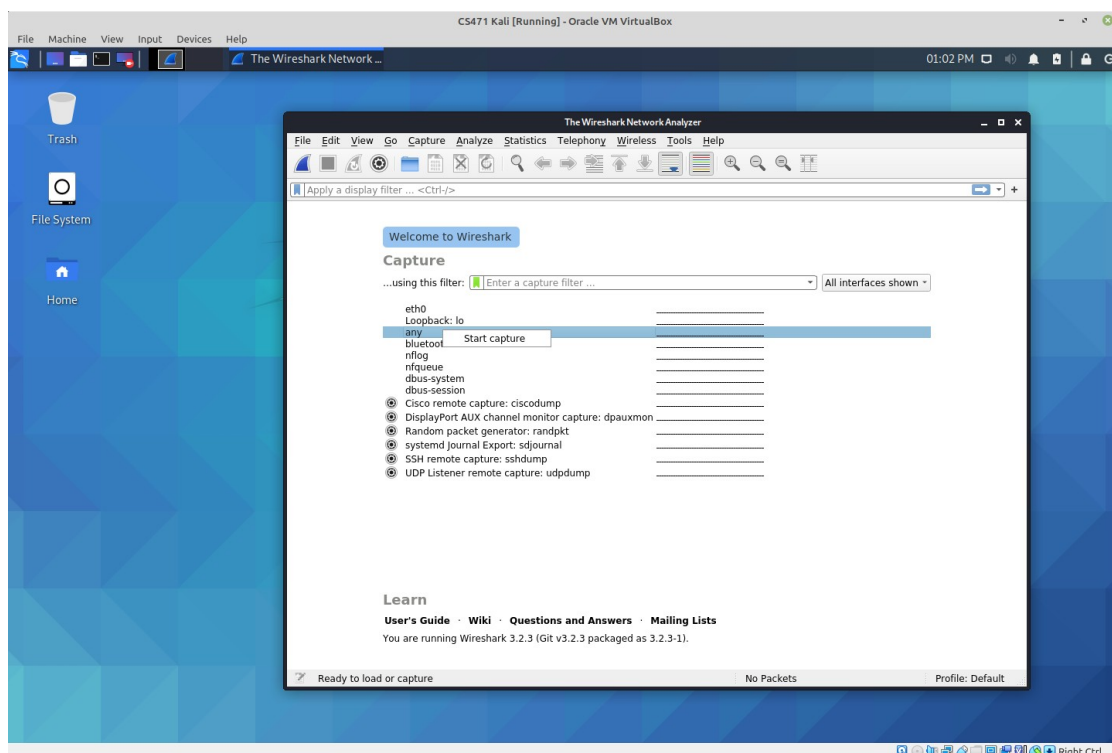 CS471 Kali [Running] - Oracle VM VirtualBox
File Machine View Input Devices Help
The Wireshark Network ...
01:02 PM
Trash
File System
Home
The Wireshark Network Analyzer
File Edit View Go Capture Analyze Statistics Telephony Wireless Tools Help
Apply a display filter ... <Ctrl-/>
Welcome to Wireshark
Capture
...using this filter: Enter a capture filter ... All interfaces shown
eth0
Loopback: lo
any
Start capture
bluetoot
nflog
nfqueue
dbus-system
dbus-session
Cisco remote capture: ciscodump
DisplayPort AUX channel monitor capture: dpauxmon
Random packet generator: randpkt
systemd Journal Export: sdjournal
SSH remote capture: sshdump
UDP Listener remote capture: udpdump
Learn
User's Guide · Wiki · Questions and Answers · Mailing Lists
You are running Wireshark 3.2.3 (Git v3.2.3 packaged as 3.2.3-1).
Ready to load or capture No Packets Profile: Default
Right Ctrl